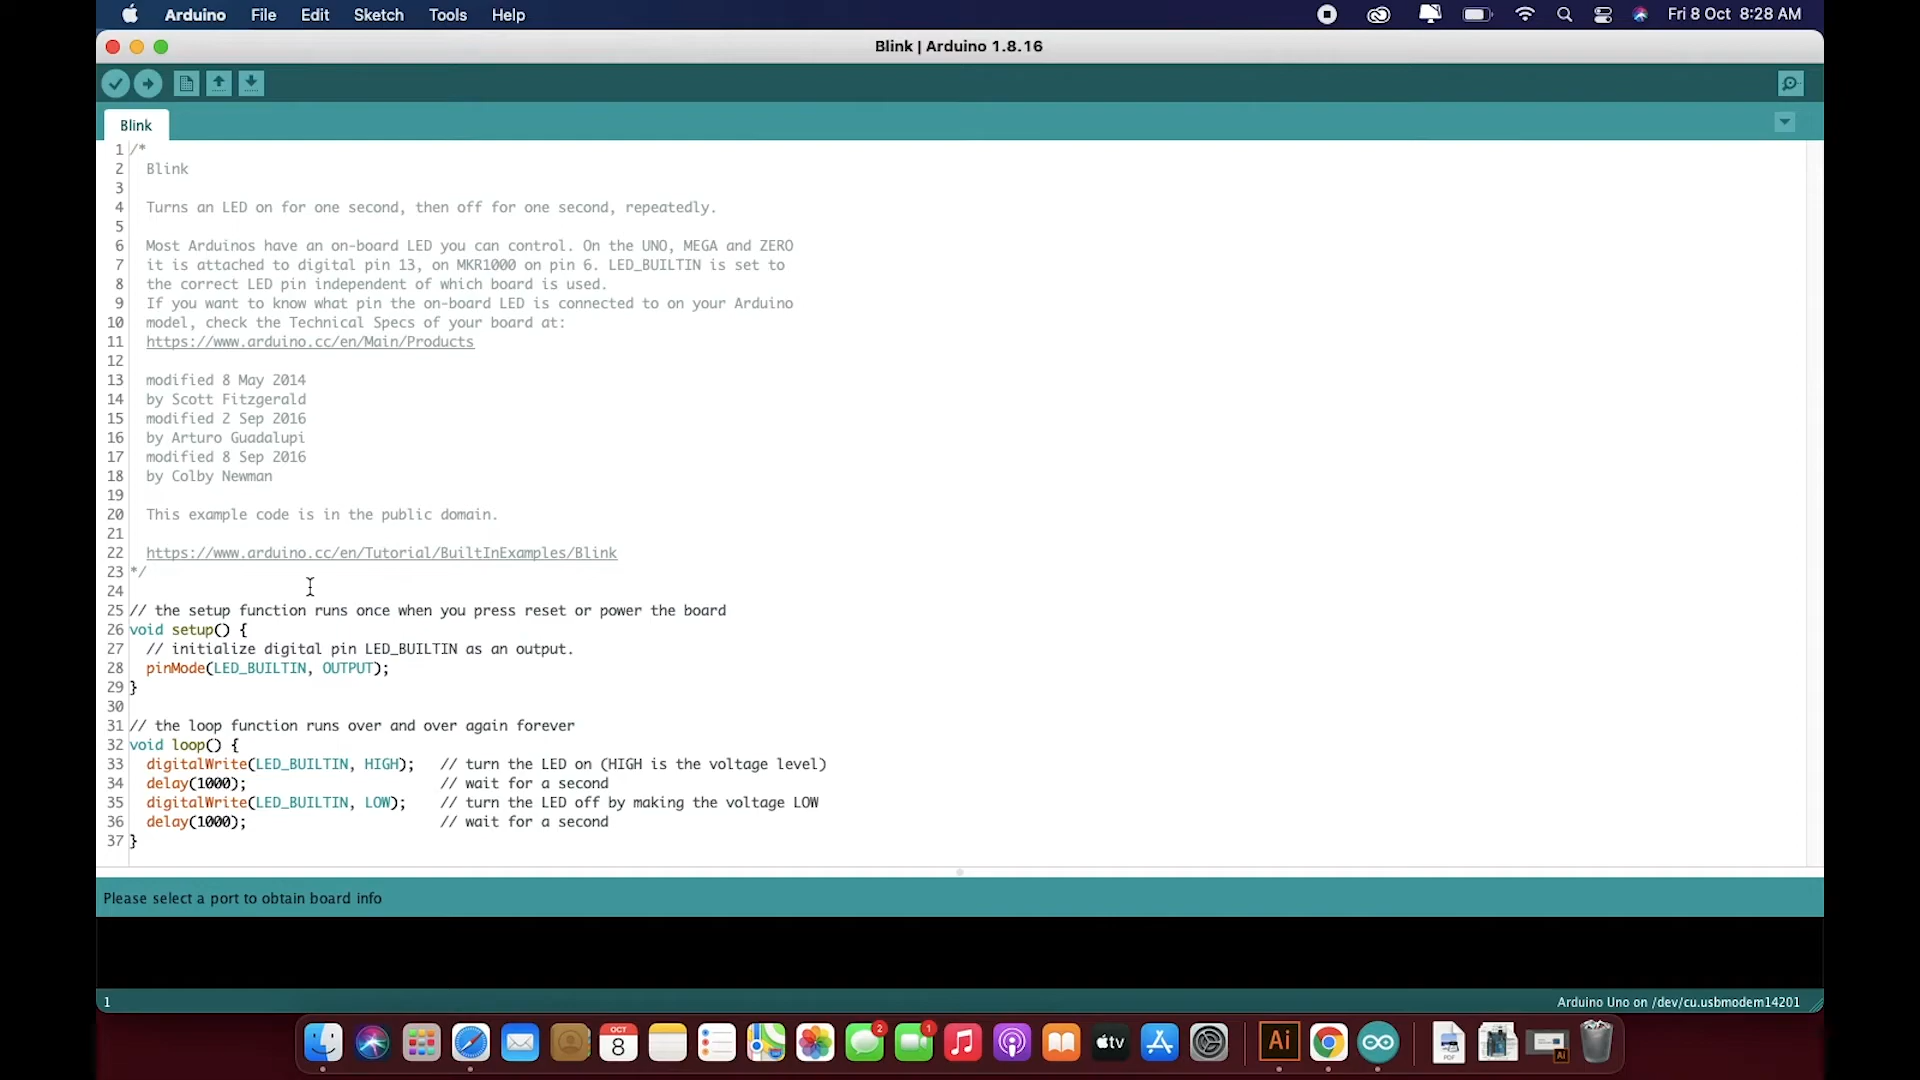 Arduino File Edit Sketch Tools Help Fri 8 Oct 8:28 AM
Blink | Arduino 1.8.16
Blink
1 /*
2 Blink
3
4 Turns an LED on for one second, then off for one second, repeatedly.
5
6 Most Arduinos have an on-board LED you can control. On the UNO, MEGA and ZERO
7 it is attached to digital pin 13, on MKR1000 on pin 6. LED_BUILTIN is set to
8 the correct LED pin independent of which board is used.
9 If you want to know what pin the on-board LED is connected to on your Arduino
10 model, check the Technical Specs of your board at:
11 https://www.arduino.cc/en/Main/Products
12
13 modified 8 May 2014
14 by Scott Fitzgerald
15 modified 2 Sep 2016
16 by Arturo Guadalupi
17 modified 8 Sep 2016
18 by Colby Newman
19
20 This example code is in the public domain.
21
22 https://www.arduino.cc/en/Tutorial/BuiltInExamples/Blink
23 */
24
25 // the setup function runs once when you press reset or power the board
26 void setup() {
27 // initialize digital pin LED_BUILTIN as an output.
28 pinMode(LED_BUILTIN, OUTPUT);
29 }
30
31 // the loop function runs over and over again forever
32 void loop() {
33 digitalWrite(LED_BUILTIN, HIGH); // turn the LED on (HIGH is the voltage level)
34 delay(1000); // wait for a second
35 digitalWrite(LED_BUILTIN, LOW); // turn the LED off by making the voltage LOW
36 delay(1000); // wait for a second
37 }
Please select a port to obtain board info
1 Arduino Uno on /dev/cu.usbmodem14201
OCT
8
2
1
tv
Ai
PDF
Ai